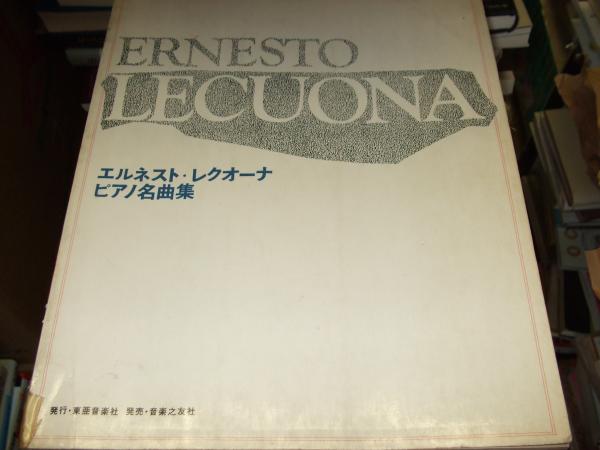 ERNESTO
LECUONA
エルネスト・レクオーナ
ピアノ名曲集
発行・東亜音楽社 発売・音楽之友社